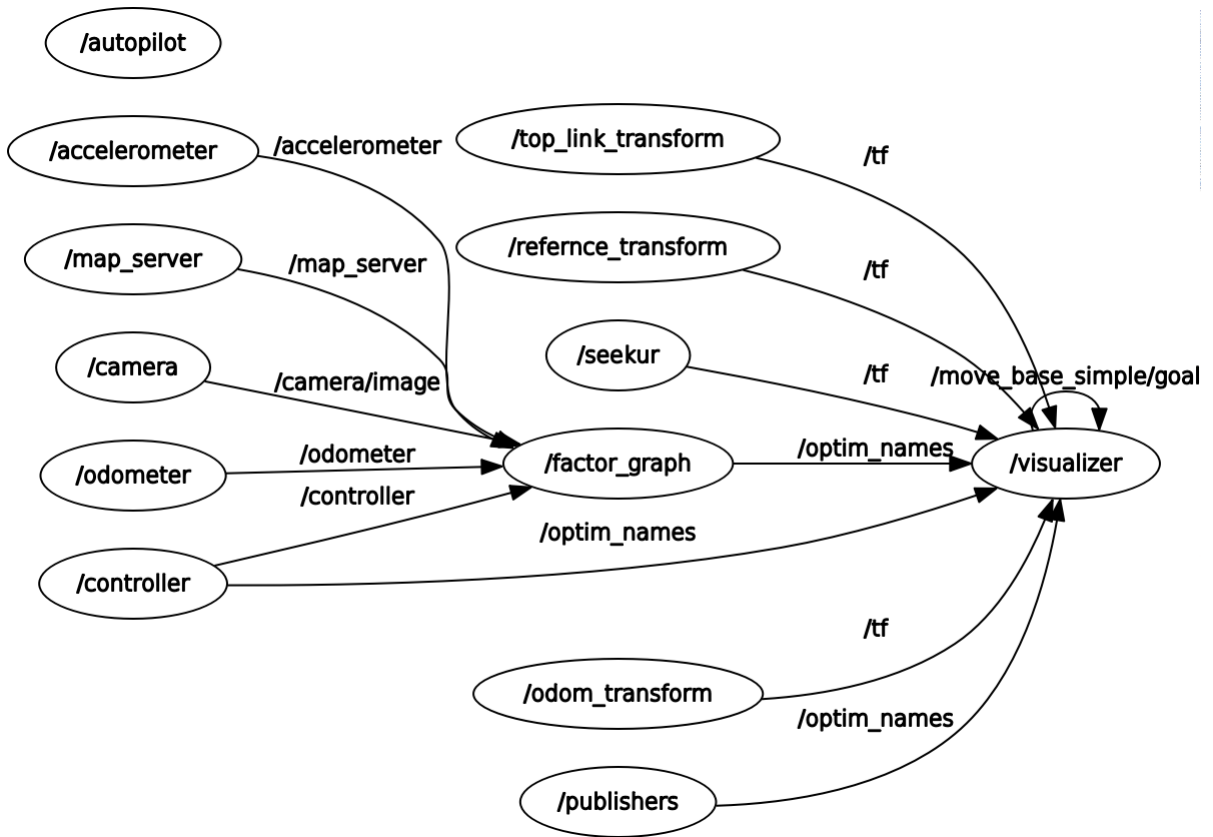 /autopilot
/accelerometer
/accelerometer
/top_link_transform
/tf
/map_server
/map_server
/refernce_transform
/tf
/camera
/camera/image
/seekur
/tf
/move_base_simple/goal
/odometer
/odometer
/factor_graph
/optim_names
/visualizer
/controller
/controller
/optim_names
/odom_transform
/tf
/publishers
/optim_names